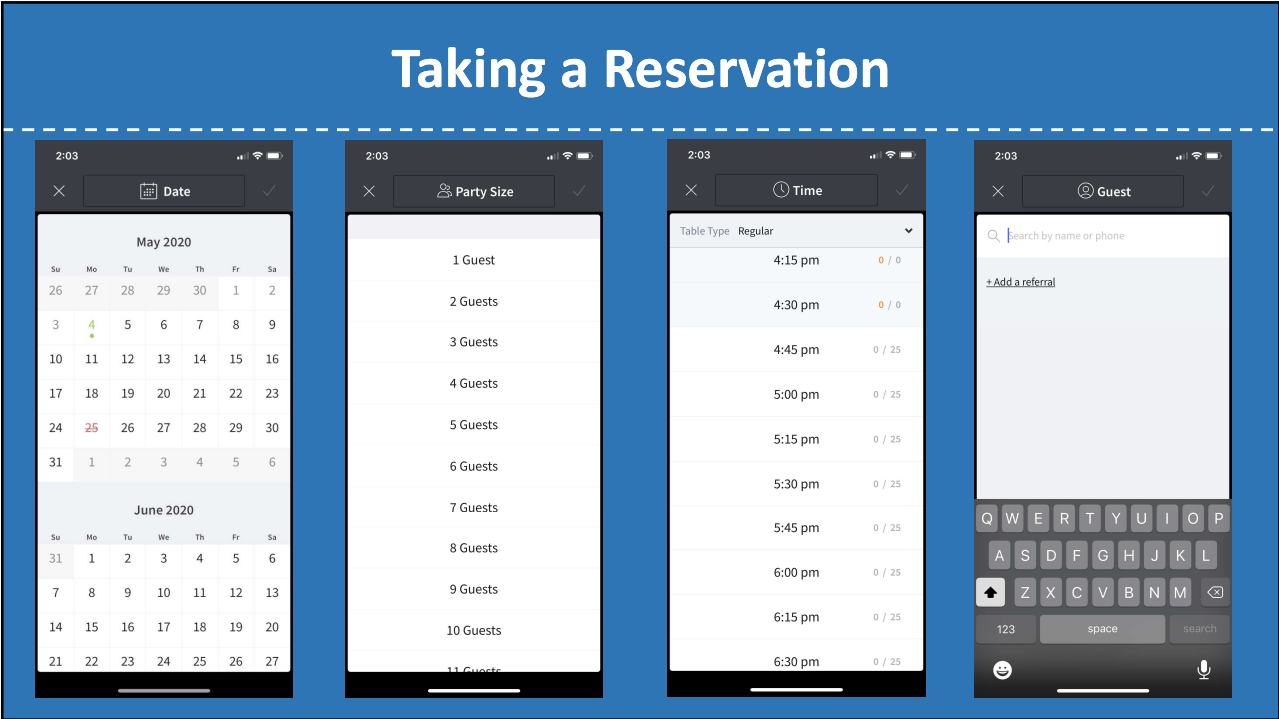 Taking a Reservation
2:03
Date
May 2020
Su Mo Tu We Th Fr Sa
26 27 28 29 30 1 2
3 4 5 6 7 8 9
10 11 12 13 14 15 16
17 18 19 20 21 22 23
24 25 26 27 28 29 30
31 1 2 3 4 5 6
June 2020
Su Mo Tu We Th Fr Sa
31 1 2 3 4 5 6
7 8 9 10 11 12 13
14 15 16 17 18 19 20
21 22 23 24 25 26 27
2:03
Party Size
1 Guest
2 Guests
3 Guests
4 Guests
5 Guests
6 Guests
7 Guests
8 Guests
9 Guests
10 Guests
11 Guests
2:03
Time
Table Type Regular
4:15 pm 0 / 0
4:30 pm 0 / 0
4:45 pm 0 / 25
5:00 pm 0 / 25
5:15 pm 0 / 25
5:30 pm 0 / 25
5:45 pm 0 / 25
6:00 pm 0 / 25
6:15 pm 0 / 25
6:30 pm 0 / 25
2:03
Guest
Search by name or phone
+ Add a referral
Q W E R T Y U I O P
A S D F G H J K L
Z X C V B N M
123 space search